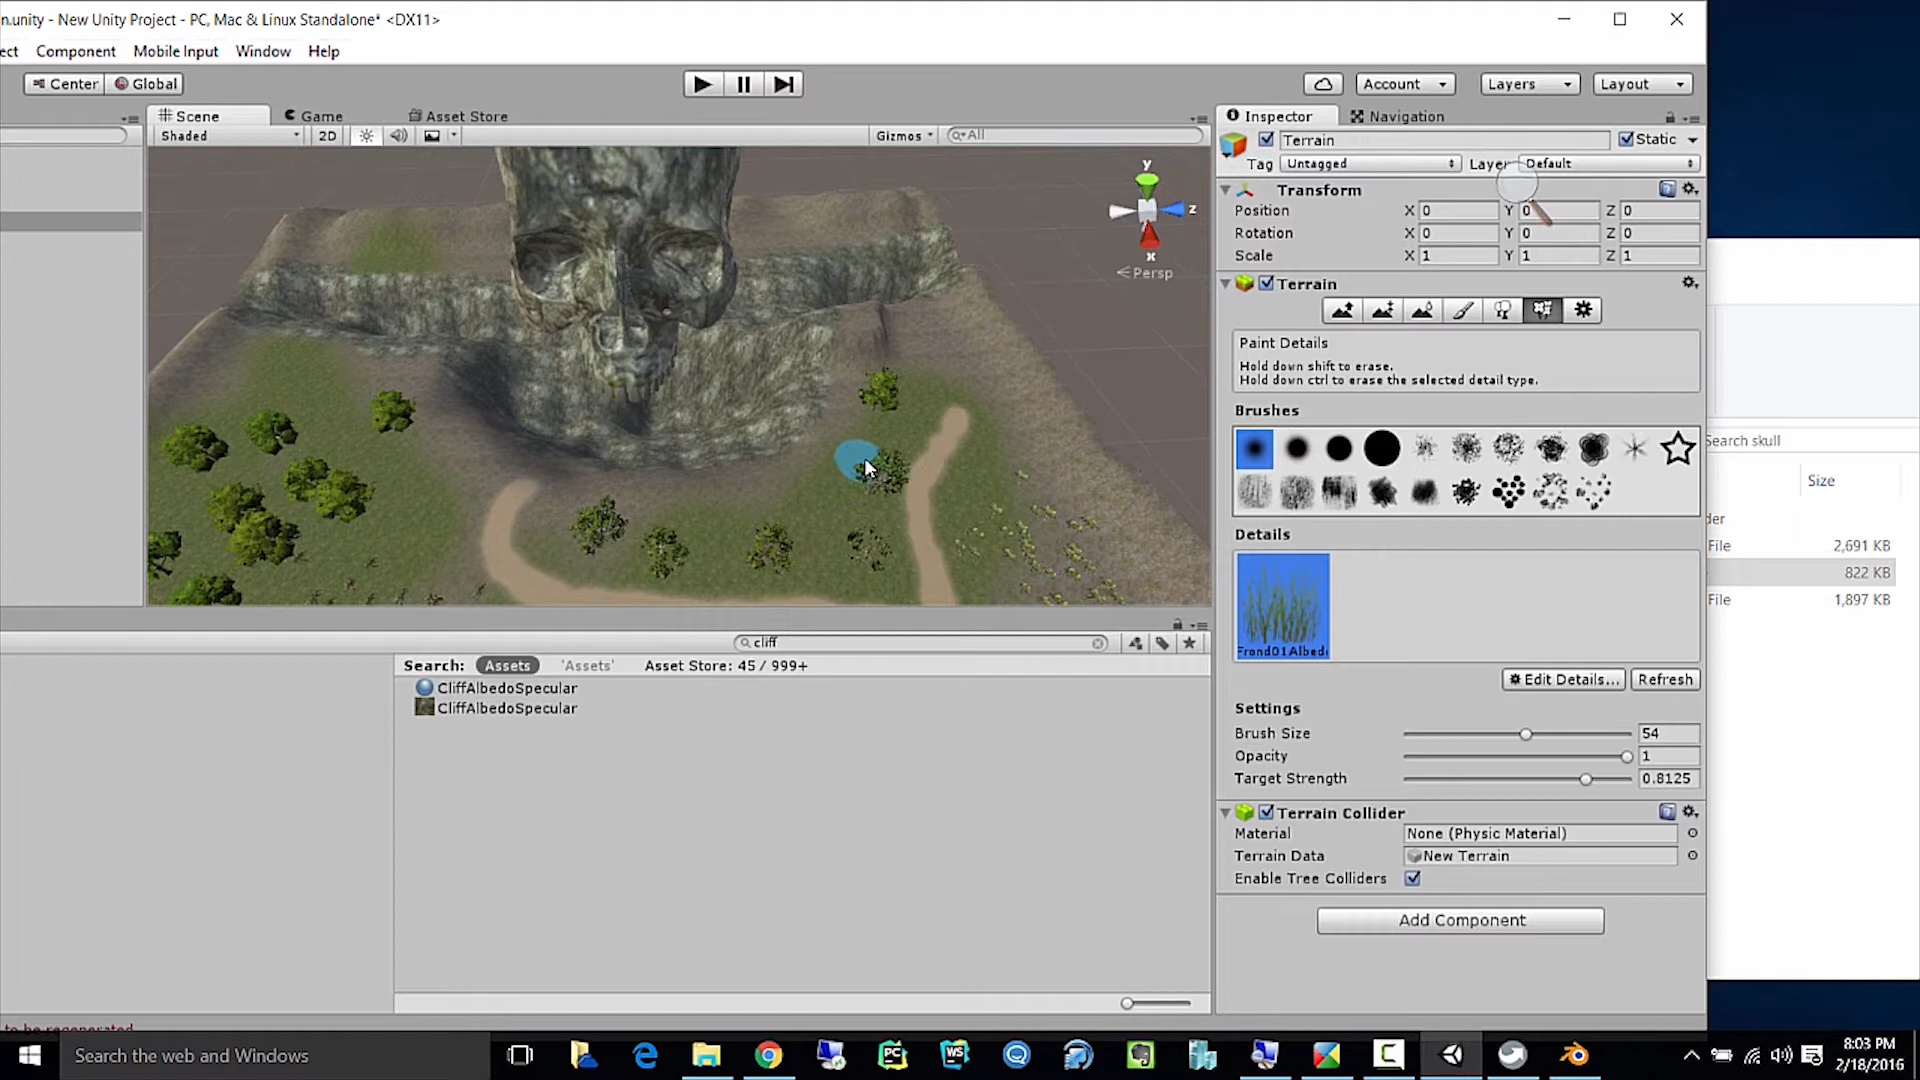 n.unity - New Unity Project - PC, Mac & Linux Standalone* <DX11>
ect Component Mobile Input Window Help
Center Global
Account Layers Layout
Scene Game Asset Store
Shaded 2D Gizmos All
y
z
x
Persp
Inspector Navigation
Terrain Static
Tag Untagged Layer Default
Transform
Position X 0 Y 0 Z 0
Rotation X 0 Y 0 Z 0
Scale X 1 Y 1 Z 1
Terrain
Paint Details
Hold down shift to erase.
Hold down ctrl to erase the selected detail type.
Brushes
Details
Frond01Albed
Edit Details... Refresh
Settings
Brush Size 54
Opacity 1
Target Strength 0.8125
Terrain Collider
Material None (Physic Material)
Terrain Data New Terrain
Enable Tree Colliders
Add Component
cliff
Search: Assets 'Assets' Asset Store: 45 / 999+
CliffAlbedoSpecular
CliffAlbedoSpecular
Search skull
Size
der
File 2,691 KB
822 KB
File 1,897 KB
to be regenerated
Search the web and Windows
PC
WS
C
8:03 PM
2/18/2016